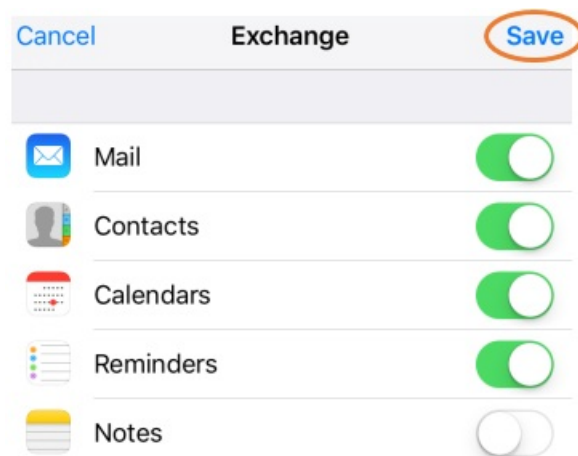 Cancel Exchange Save
Mail
Contacts
Calendars
Reminders
Notes